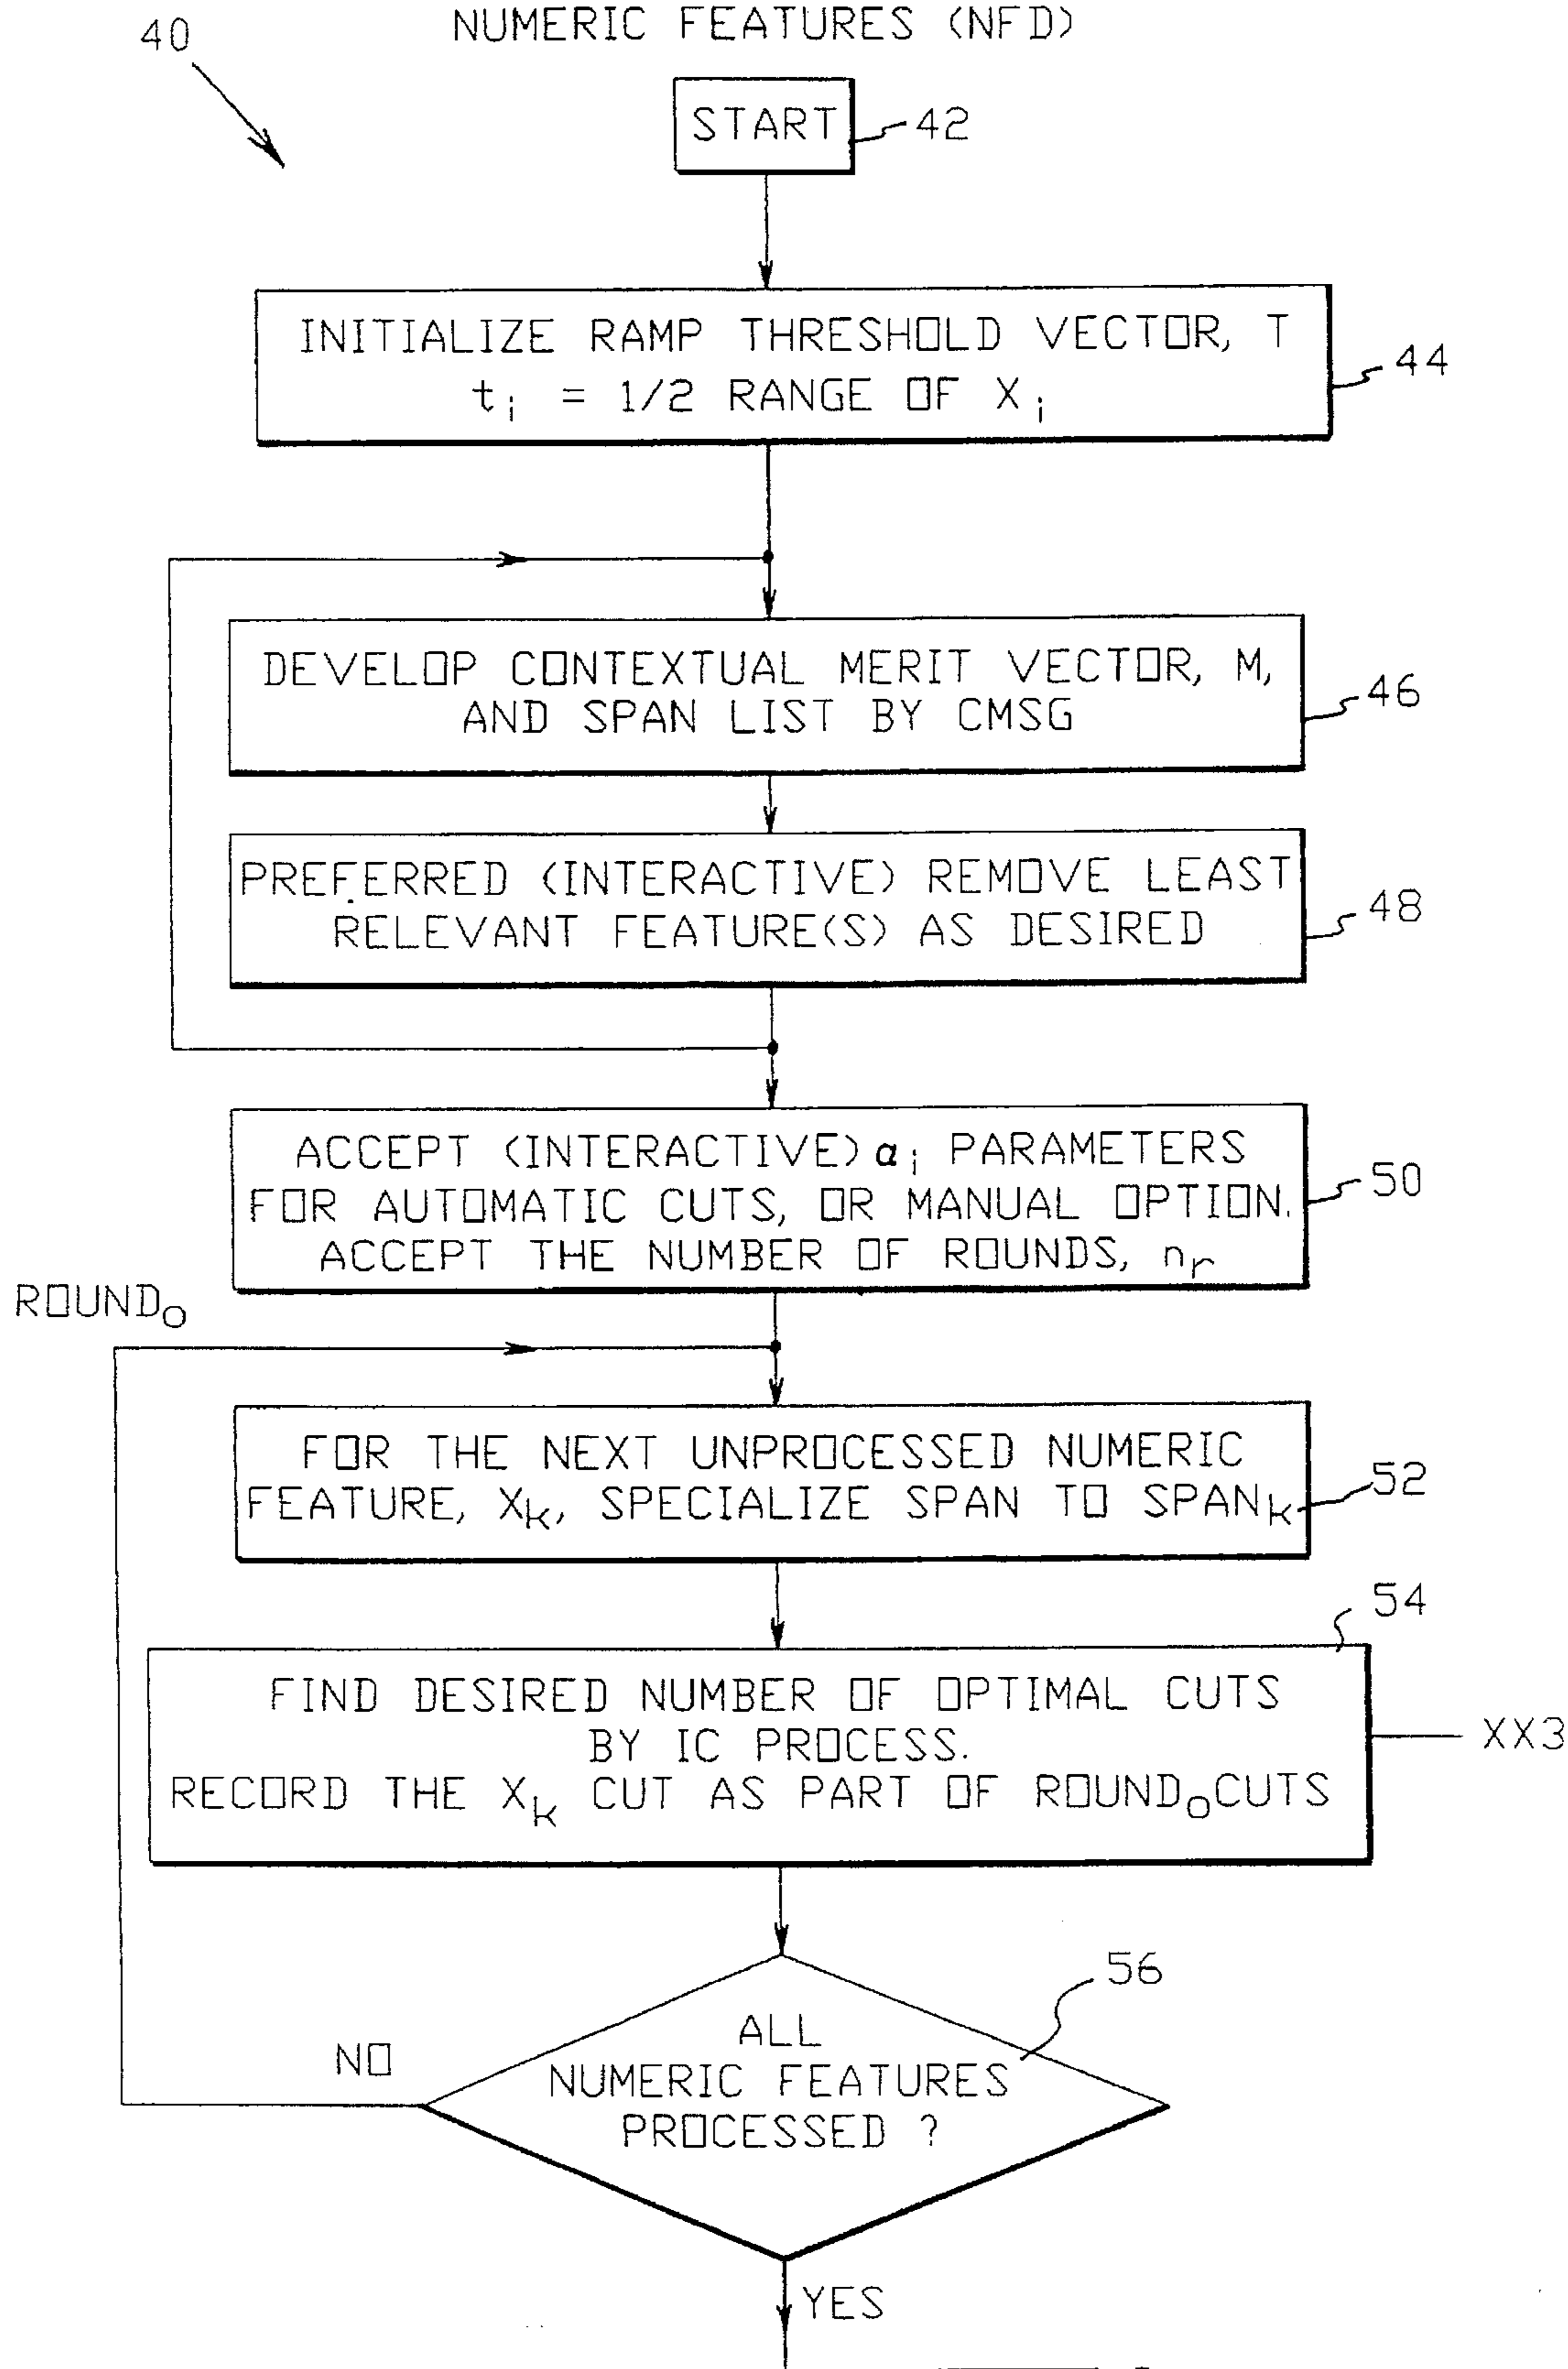 40
NUMERIC FEATURES (NFD)
START
42
INITIALIZE RAMP THRESHOLD VECTOR, T
tᵢ = 1/2 RANGE OF Xᵢ
44
DEVELOP CONTEXTUAL MERIT VECTOR, M,
AND SPAN LIST BY CMSG
46
PREFERRED (INTERACTIVE) REMOVE LEAST
RELEVANT FEATURE(S) AS DESIRED
48
ACCEPT (INTERACTIVE) αᵢ PARAMETERS
FOR AUTOMATIC CUTS, OR MANUAL OPTION.
ACCEPT THE NUMBER OF ROUNDS, nᵣ
50
ROUND₀
FOR THE NEXT UNPROCESSED NUMERIC
FEATURE, Xₖ, SPECIALIZE SPAN TO SPANₖ
52
54
FIND DESIRED NUMBER OF OPTIMAL CUTS
BY IC PROCESS.
RECORD THE Xₖ CUT AS PART OF ROUND₀CUTS
XX3
56
ALL
NUMERIC FEATURES
PROCESSED ?
NO
YES